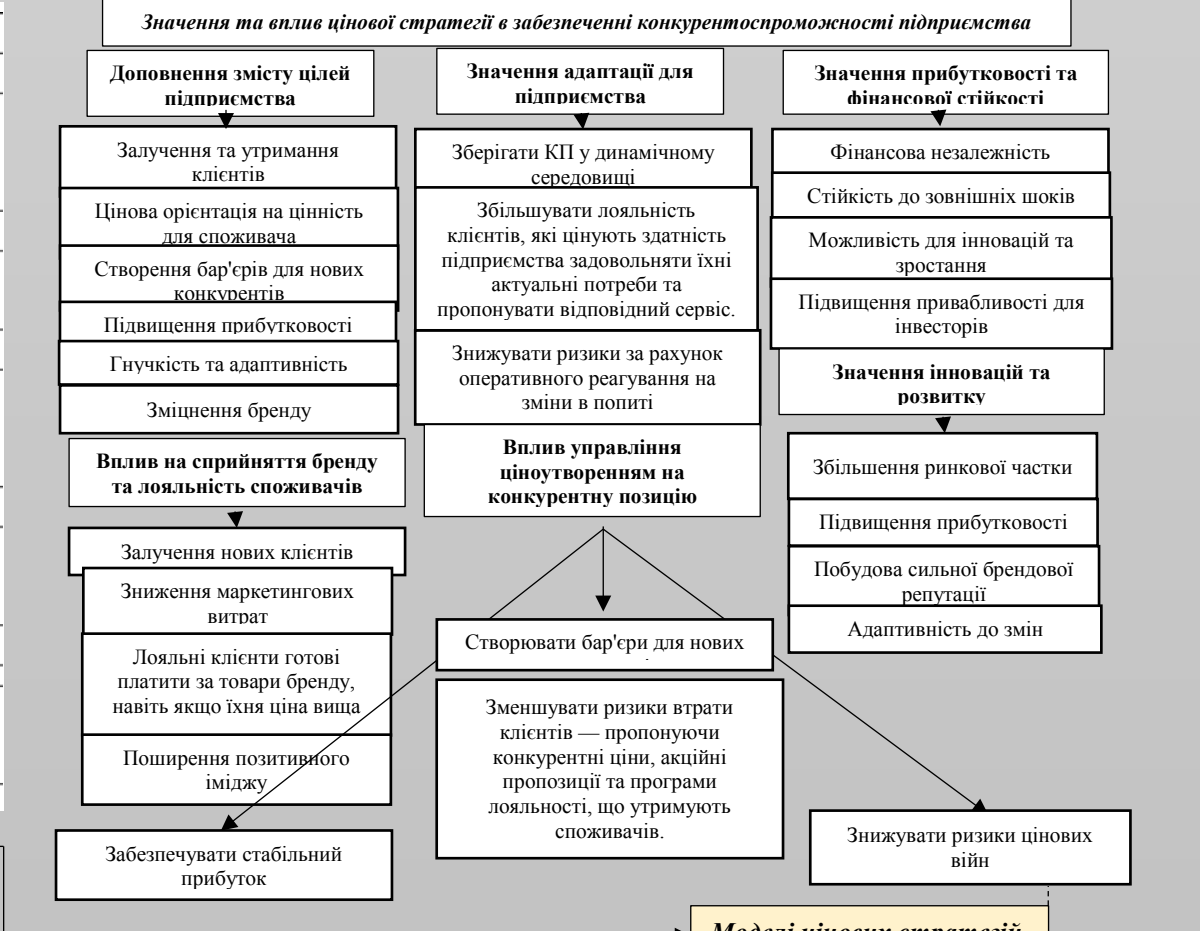 Значення та вплив цінової стратегії в забезпеченні конкурентоспроможності підприємства
Доповнення змісту цілей
підприємства
Залучення та утримання
клієнтів
Цінова орієнтація на цінність
для споживача
Створення бар'єрів для нових
конкурентів
Підвищення прибутковості
Гнучкість та адаптивність
Зміцнення бренду
Вплив на сприйняття бренду
та лояльність споживачів
Залучення нових клієнтів
Зниження маркетингових
витрат
Лояльні клієнти готові
платити за товари бренду,
навіть якщо їхня ціна вища
Поширення позитивного
іміджу
Забезпечувати стабільний
прибуток
Значення адаптації для
підприємства
Зберігати КП у динамічному
середовищі
Збільшувати лояльність
клієнтів, які цінують здатність
підприємства задовольняти їхні
актуальні потреби та
пропонувати відповідний сервіс.
Знижувати ризики за рахунок
оперативного реагування на
зміни в попиті
Вплив управління
ціноутворенням на
конкурентну позицію
Створювати бар'єри для нових
Зменшувати ризики втрати
клієнтів — пропонуючи
конкурентні ціни, акційні
пропозиції та програми
лояльності, що утримують
споживачів.
Значення прибутковості та
фінансової стійкості
Фінансова незалежність
Стійкість до зовнішніх шоків
Можливість для інновацій та
зростання
Підвищення привабливості для
інвесторів
Значення інновацій та
розвитку
Збільшення ринкової частки
Підвищення прибутковості
Побудова сильної брендової
репутації
Адаптивність до змін
Знижувати ризики цінових
війн
Моделі цінових стратегій